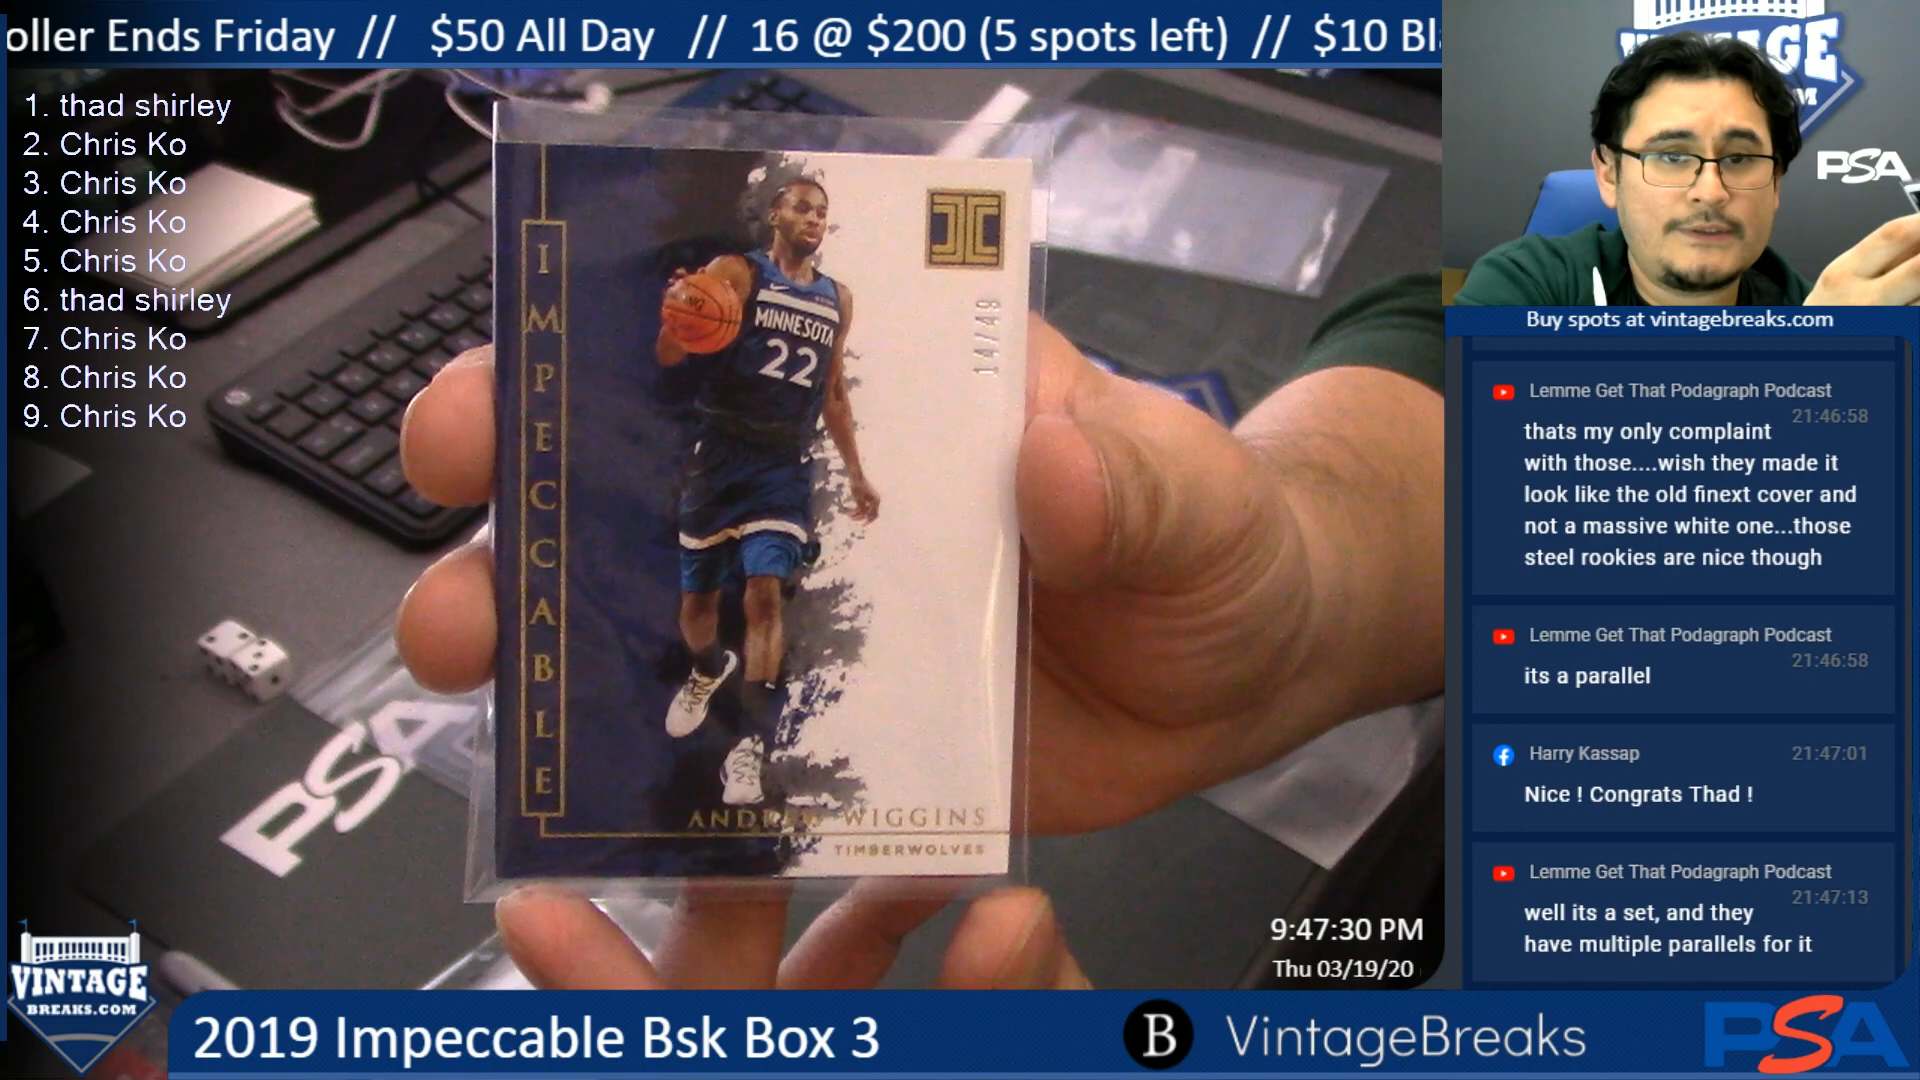 oller Ends Friday // $50 All Day // 16 @ $200 (5 spots left) // $10 Bl
1. thad shirley
2. Chris Ko
3. Chris Ko
4. Chris Ko
5. Chris Ko
6. thad shirley
7. Chris Ko
8. Chris Ko
9. Chris Ko
IMPECCABLE
MINNESOTA
22
14/49
ANDREW WIGGINS
TIMBERWOLVES
PSA
9:47:30 PM
Thu 03/19/20
PSA
Buy spots at vintagebreaks.com
Lemme Get That Podagraph Podcast
21:46:58
thats my only complaint
with those....wish they made it
look like the old finext cover and
not a massive white one...those
steel rookies are nice though
Lemme Get That Podagraph Podcast
21:46:58
its a parallel
Harry Kassap
21:47:01
Nice ! Congrats Thad !
Lemme Get That Podagraph Podcast
21:47:13
well its a set, and they
have multiple parallels for it
VINTAGE
BREAKS.COM
2019 Impeccable Bsk Box 3
B VintageBreaks
PSA